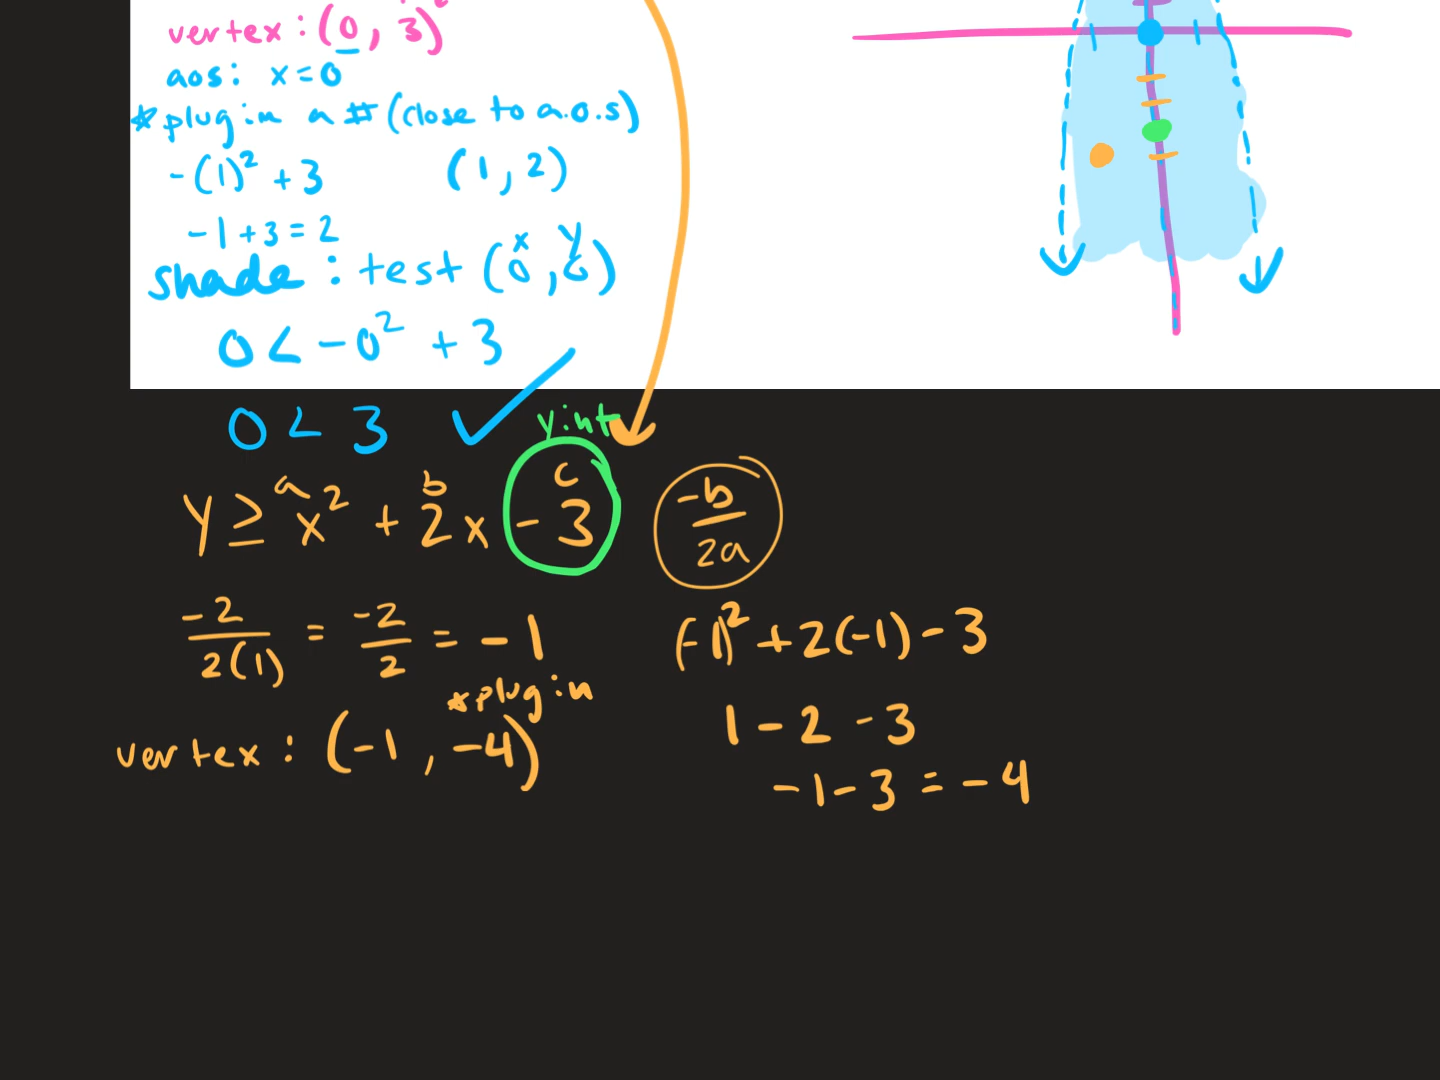 vertex: (0, 3)
aos: x=0
*plug in a # (close to a.o.s)
-(1)² + 3 (1, 2)
-1+3=2
x y
shade: test (0, 0)
0 < -0² + 3
0 < 3
y int
a b c
y ≥ x² + 2x - 3
-b/2a
-2/2(1) = -2/2 = -1
(-1)² + 2(-1) - 3
*plug in
1 - 2 - 3
vertex: (-1, -4)
-1 - 3 = -4